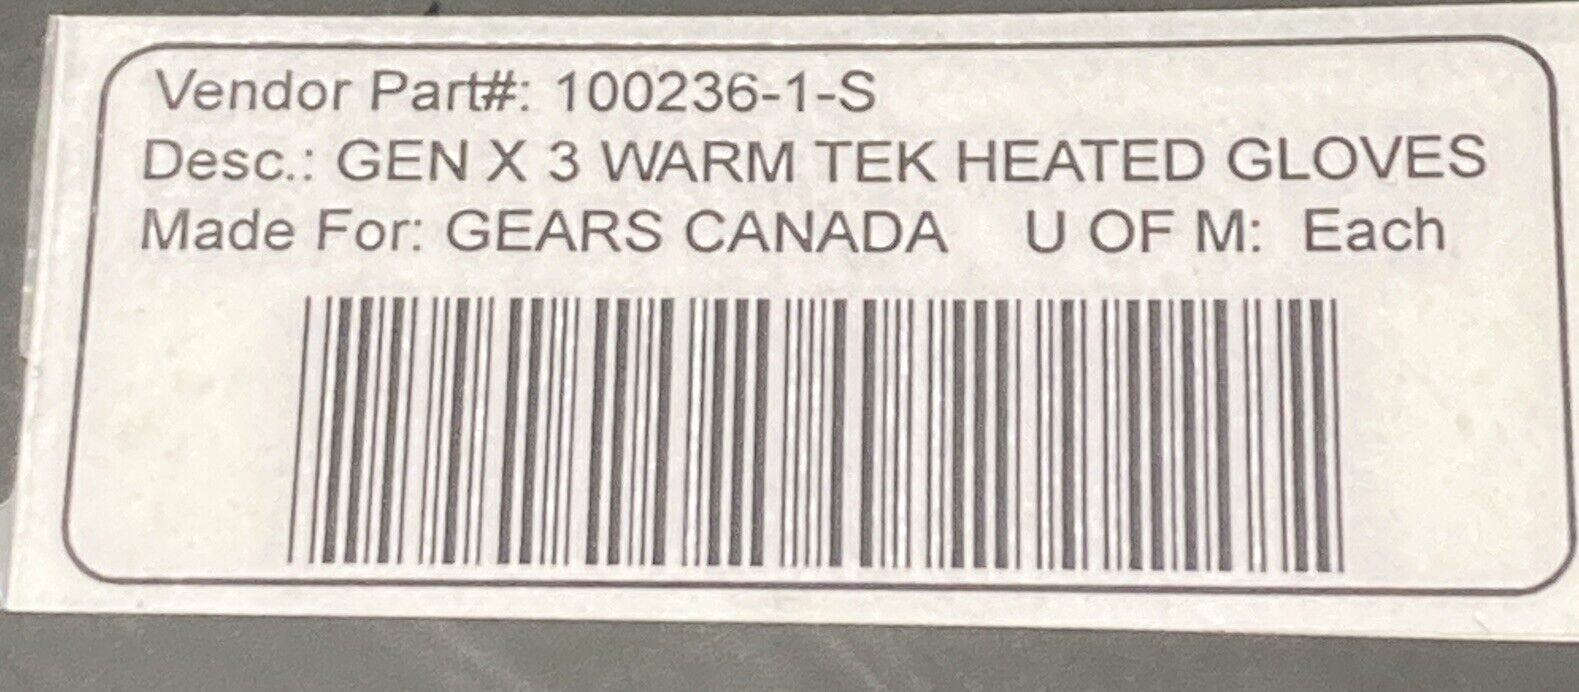 Vendor Part#: 100236-1-S
Desc.: GEN X 3 WARM TEK HEATED GLOVES
Made For: GEARS CANADA U OF M: Each